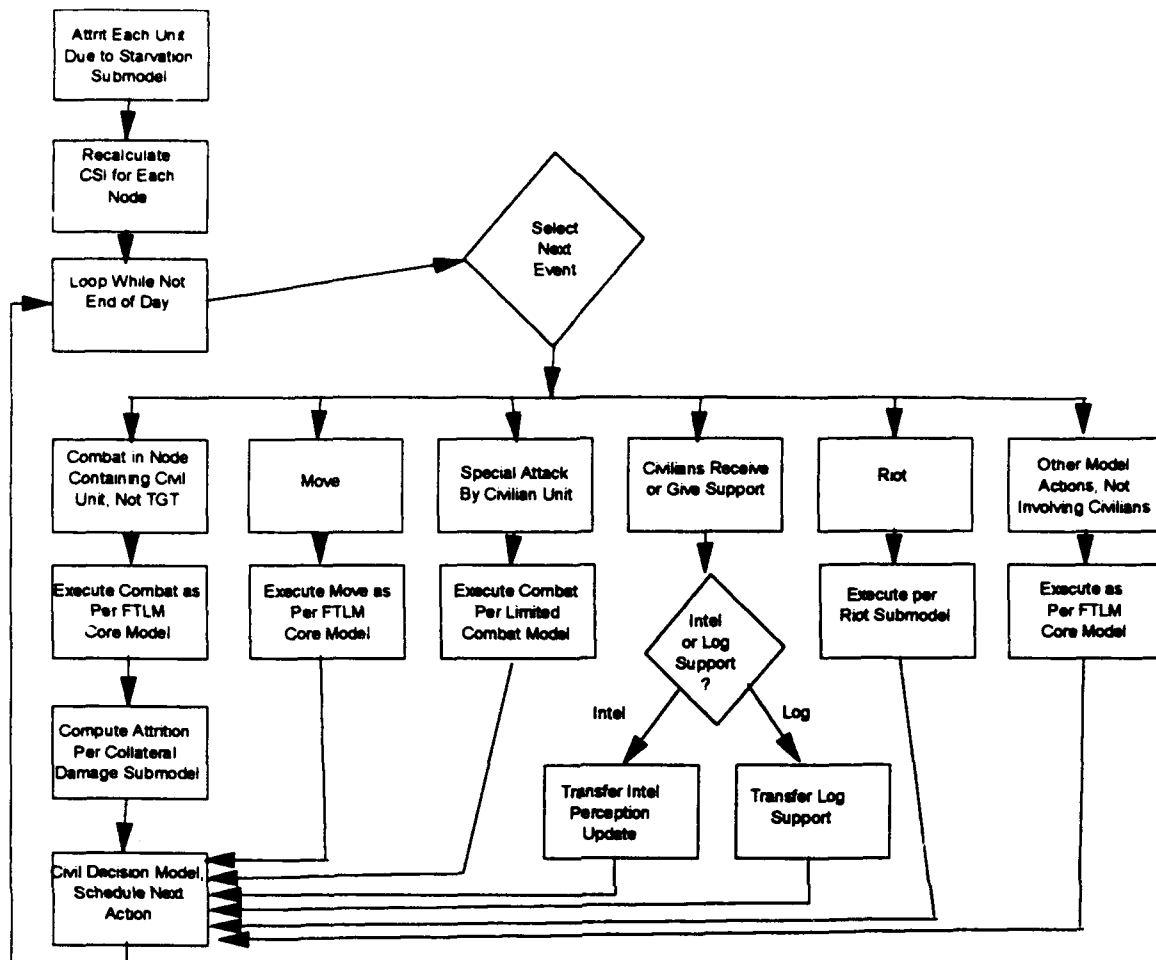 Attrit Each Unit
Due to Starvation
Submodel
Recalculate
CSI for Each
Node
Loop While Not
End of Day
Select
Next
Event
Combat in Node
Containing Civil
Unit, Not TGT
Move
Special Attack
By Civilian Unit
Civilians Receive
or Give Support
Riot
Other Model
Actions, Not
Involving Civilians
Execute Combat as
Per FTLM
Core Model
Execute Move as
Per FTLM
Core Model
Execute Combat
Per Limited
Combat Model
Intel
or Log
Support
?
Execute per
Riot Submodel
Execute as
Per FTLM
Core Model
Intel
Log
Compute Attrition
Per Collateral
Damage Submodel
Transfer Intel
Perception
Update
Transfer Log
Support
Civil Decision Model,
Schedule Next
Action